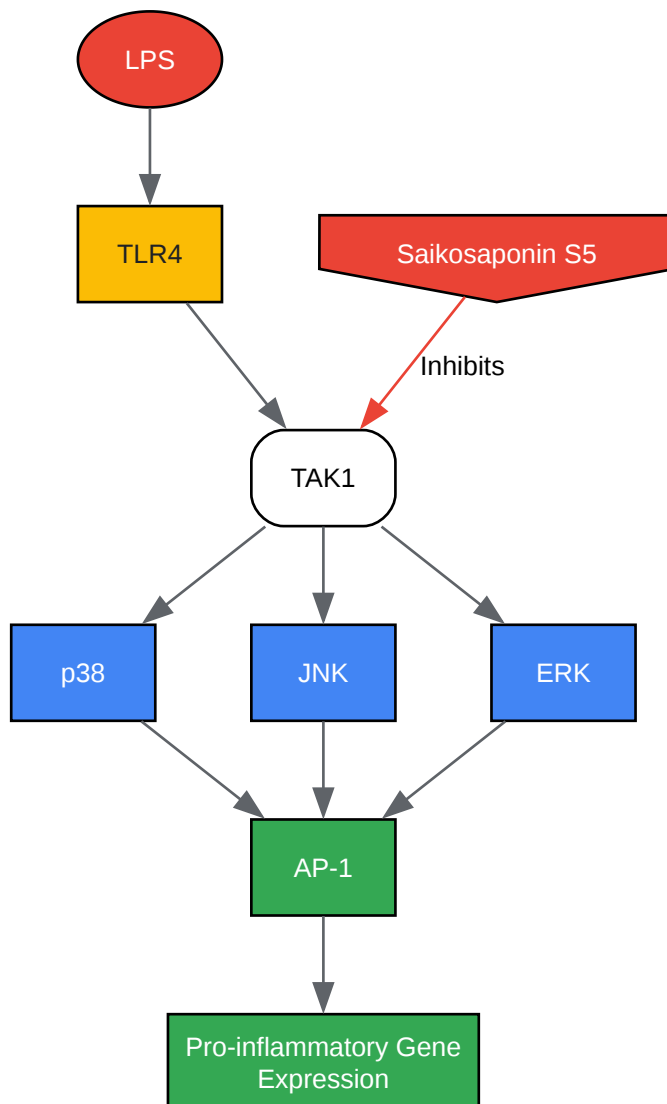 LPS
TLR4
Saikosaponin S5
Inhibits
TAK1
p38
JNK
ERK
AP-1
Pro-inflammatory Gene
Expression